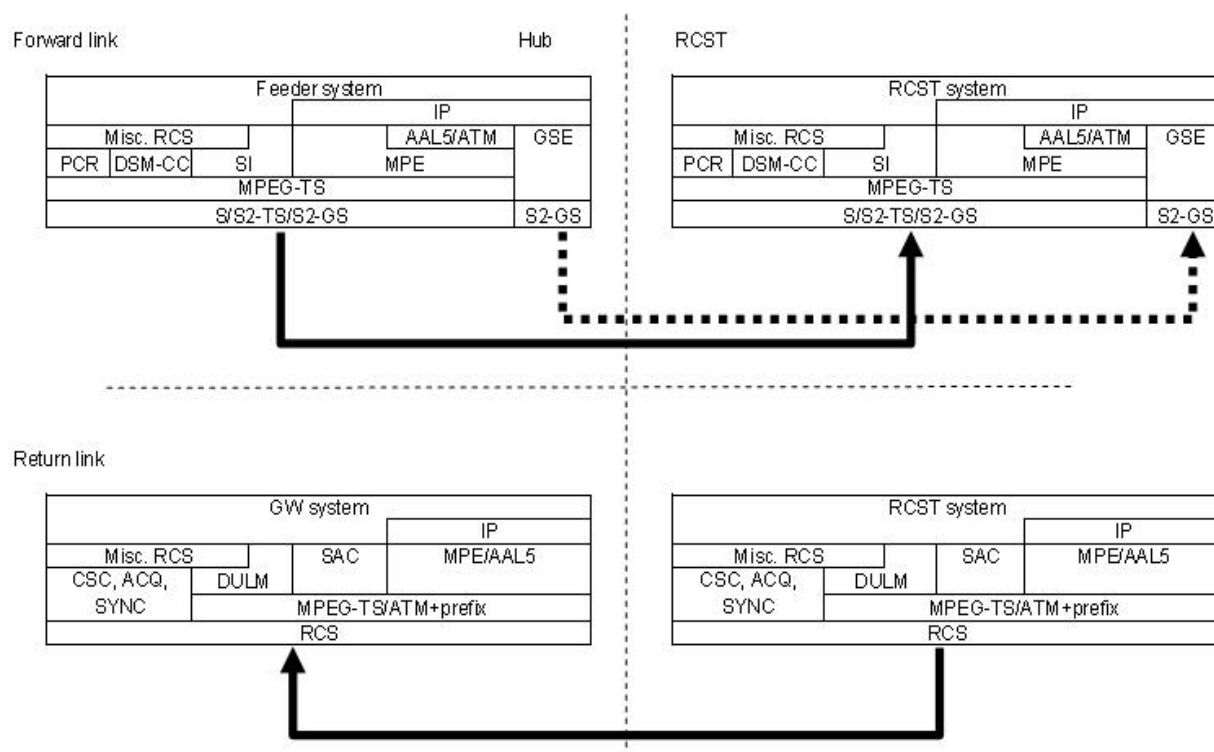 Forward link
Hub
RCST
Feeder system
IP
Misc. RCS
AAL5/ATM
GSE
PCR
DSM-CC
SI
MPE
MPEG-TS
S/S2-TS/S2-GS
S2-GS
RCST system
IP
Misc. RCS
AAL5/ATM
GSE
PCR
DSM-CC
SI
MPE
MPEG-TS
S/S2-TS/S2-GS
S2-GS
Return link
GW system
IP
Misc. RCS
SAC
MPE/AAL5
CSC, ACQ,
SYNC
DULM
MPEG-TS/ATM+prefix
RCS
RCST system
IP
Misc. RCS
SAC
MPE/AAL5
CSC, ACQ,
SYNC
DULM
MPEG-TS/ATM+prefix
RCS